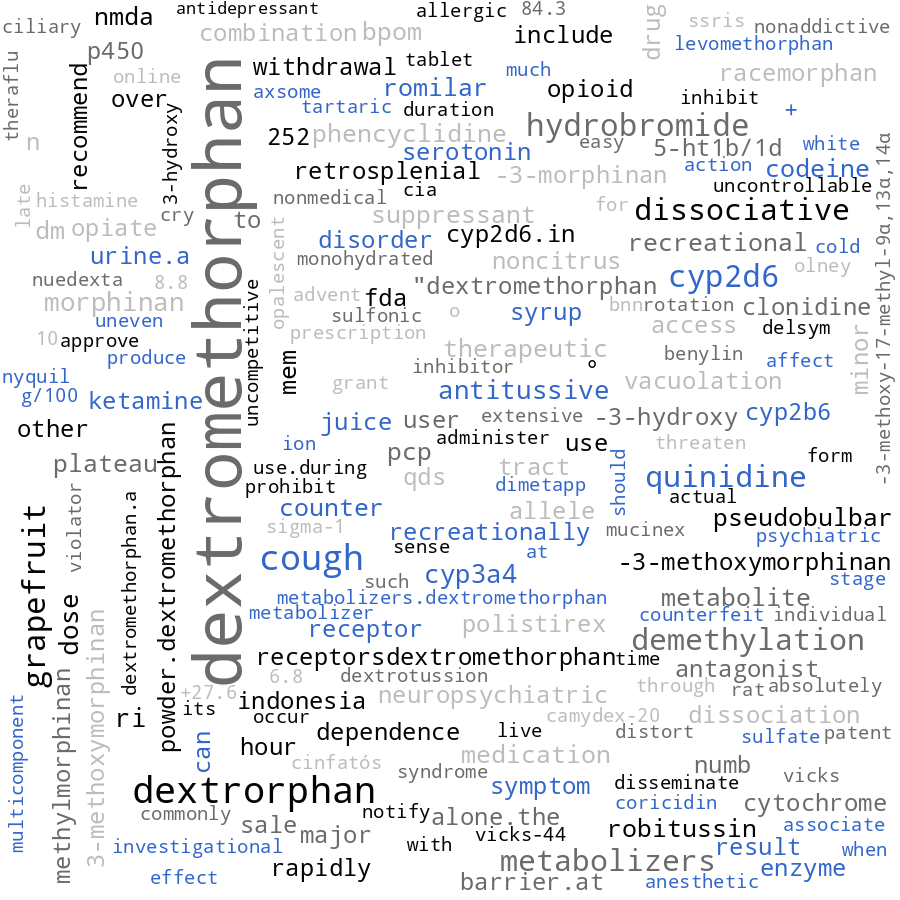 antidepressant
allergic
84.3
nmda
ciliary
drug
ssris
nonaddictive
combination
bpom
include
levomethorphan
p450
theraflu
recommend
online
withdrawal
tablet
much
racemorphan
over
axsome
romilar
opioid
inhibit
+
tartaric
duration
3-hydroxy
252
phencyclidine
hydrobromide
easy
5-ht1b/1d
white
n
serotonin
action
codeine
retrosplenial
-3-morphinan
uncontrollable
late
histamine
cia
nonmedical
for
dissociative
cry
to
suppressant
dm
opiate
disorder
cyp2d6.in
recreational
cold
-3-methoxy-17-methyl-9α,13α,14α
urine.a
monohydrated
noncitrus
olney
nuedexta
8.8
opalescent
cyp2d6
"dextromethorphan
dextromethorphan
morphinan
uncompetitive
advent
fda
bnn
rotation
clonidine
sulfonic
o
syrup
uneven
prescription
access
delsym
10
approve
therapeutic
benylin
minor
produce
mem
inhibitor
°
affect
nyquil
grant
vacuolation
g/100
ketamine
antitussive
juice
user
extensive
-3-hydroxy
cyp2b6
other
ion
administer
use
threaten
form
plateau
pcp
use.during
tract
should
prohibit
qds
dimetapp
quinidine
actual
violator
counter
allele
pseudobulbar
sigma-1
recreationally
mucinex
psychiatric
grapefruit
cough
sense
at
-3-methoxymorphinan
dextromethorphan.a
powder.dextromethorphan
such
cyp3a4
stage
metabolizers.dextromethorphan
metabolite
dose
metabolizer
counterfeit
individual
receptor
polistirex
demethylation
receptorsdextromethorphan
time
antagonist
6.8
dextrotussion
through
rat
absolutely
+27.6
indonesia
neuropsychiatric
its
ri
occur
camydex-20
dissociation
multicomponent
methylmorphinan
3-methoxymorphinan
dependence
live
distort
sulfate
patent
can
hour
medication
cinfatós
syndrome
numb
vicks
dextrorphan
symptom
disseminate
commonly
notify
coricidin
cytochrome
sale
alone.the
major
vicks-44
robitussin
associate
investigational
with
result
when
rapidly
metabolizers
enzyme
effect
barrier.at
anesthetic